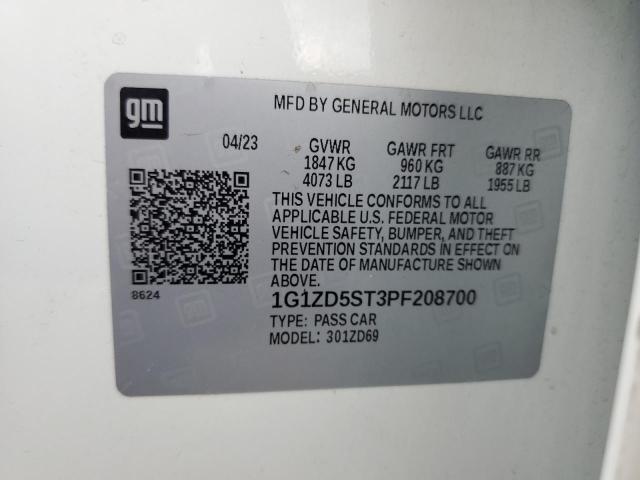 gm
MFD BY GENERAL MOTORS LLC
04/23 GVWR GAWR FRT GAWR RR
1847 KG 960 KG 887 KG
4073 LB 2117 LB 1955 LB
THIS VEHICLE CONFORMS TO ALL
APPLICABLE U.S. FEDERAL MOTOR
VEHICLE SAFETY, BUMPER, AND THEFT
PREVENTION STANDARDS IN EFFECT ON
THE DATE OF MANUFACTURE SHOWN
ABOVE.
8624
1G1ZD5ST3PF208700
TYPE: PASS CAR
MODEL: 301ZD69